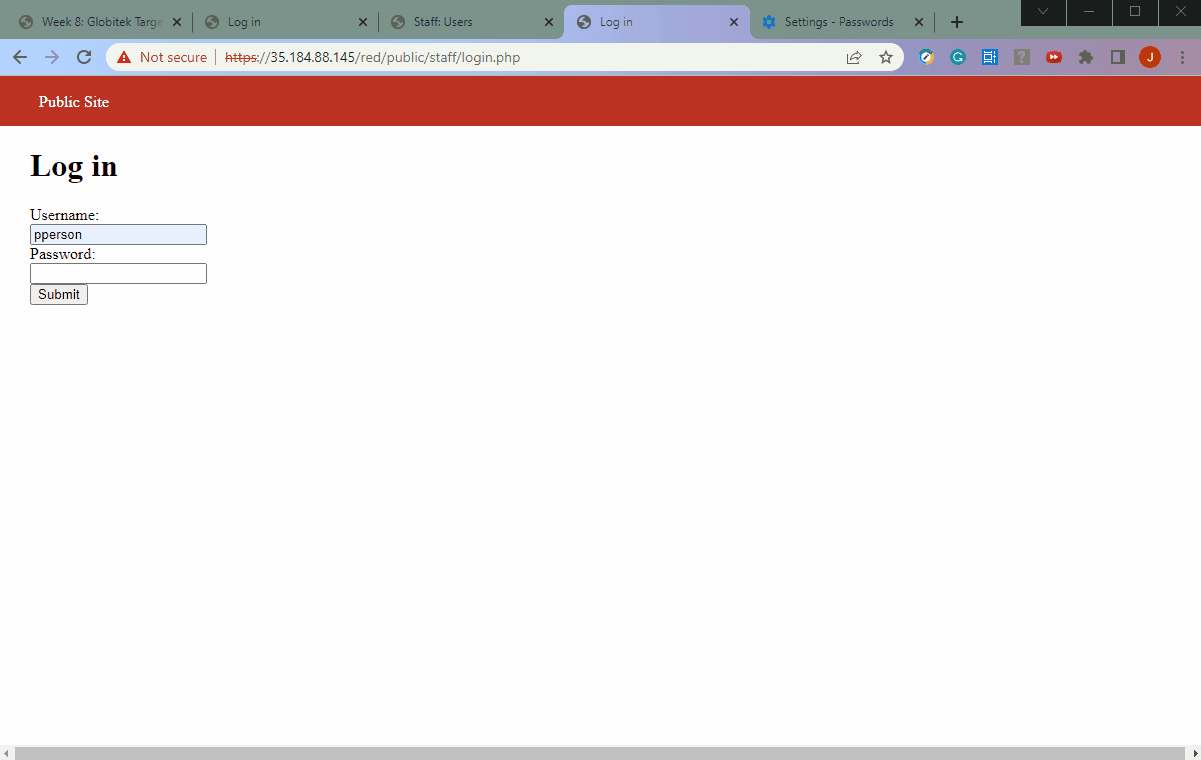 Week 8: Globitek Targe
Log in
Staff: Users
Log in
Settings - Passwords
Not secure
https://35.184.88.145/red/public/staff/login.php
J
Public Site
Log in
Username:
pperson
Password:
Submit